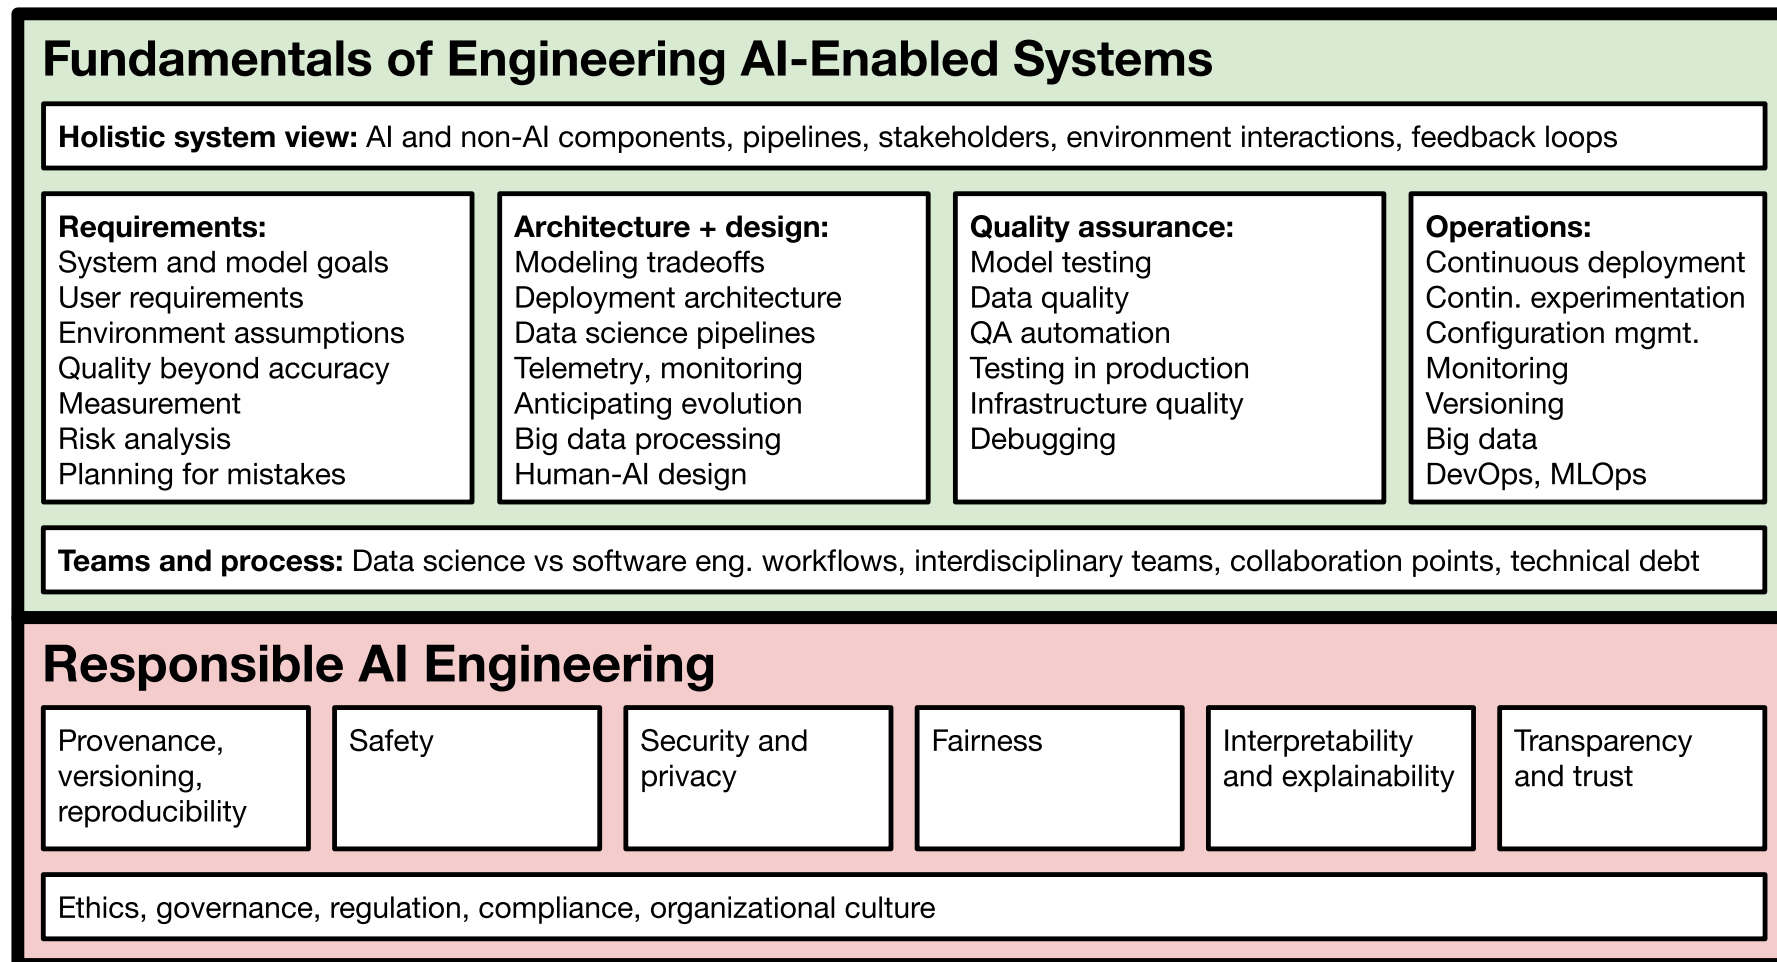 Fundamentals of Engineering AI-Enabled Systems
Holistic system view: AI and non-AI components, pipelines, stakeholders, environment interactions, feedback loops
Requirements:
System and model goals
User requirements
Environment assumptions
Quality beyond accuracy
Measurement
Risk analysis
Planning for mistakes
Architecture + design:
Modeling tradeoffs
Deployment architecture
Data science pipelines
Telemetry, monitoring
Anticipating evolution
Big data processing
Human-AI design
Quality assurance:
Model testing
Data quality
QA automation
Testing in production
Infrastructure quality
Debugging
Operations:
Continuous deployment
Contin. experimentation
Configuration mgmt.
Monitoring
Versioning
Big data
DevOps, MLOps
Teams and process: Data science vs software eng. workflows, interdisciplinary teams, collaboration points, technical debt
Responsible AI Engineering
Provenance,
versioning,
reproducibility
Safety
Security and
privacy
Fairness
Interpretability
and explainability
Transparency
and trust
Ethics, governance, regulation, compliance, organizational culture